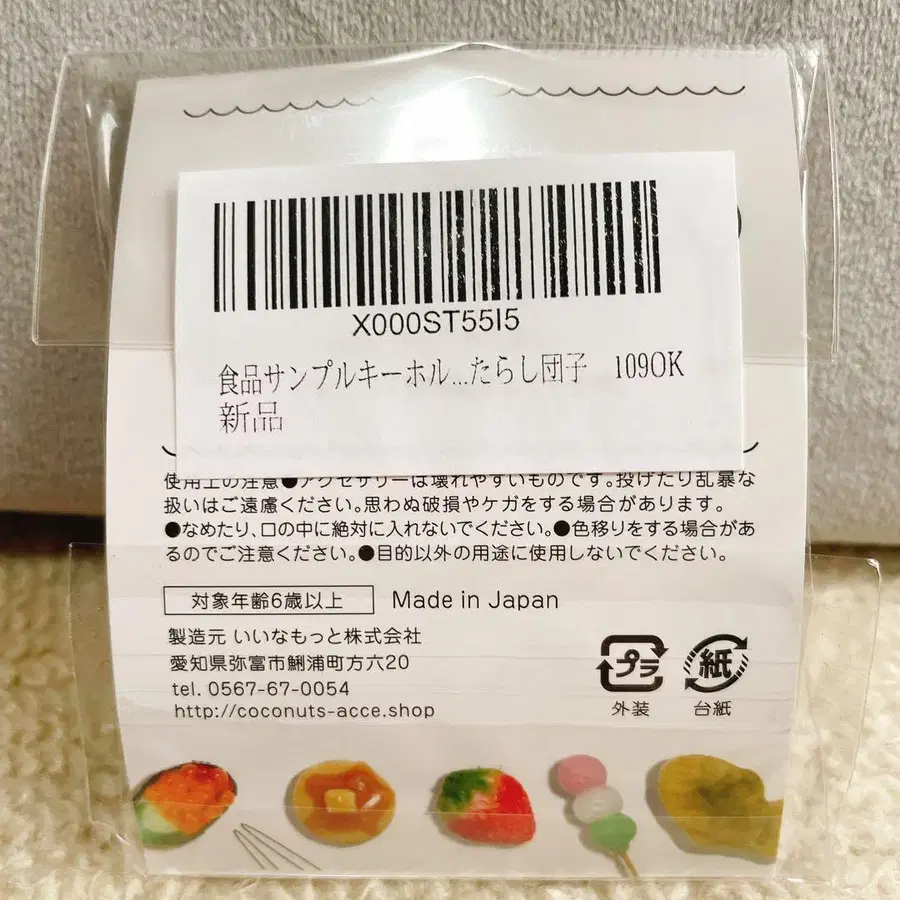 X000ST55I5
食品サンプルキーホル...たらし団子 109OK
新品
使用上の注意●アクセサリーは壊れやすいものです。投げたり乱暴な
扱いはご遠慮ください。思わぬ破損やケガをする場合があります。
●なめたり、口の中に絶対に入れないでください。●色移りをする場合があ
るのでご注意ください。●目的以外の用途に使用しないでください。
対象年齢6歳以上 Made in Japan
製造元 いいなもっと株式会社
愛知県弥富市鯏浦町方六20
tel. 0567-67-0054
http://coconuts-acce.shop
プラ 紙
外装 台紙